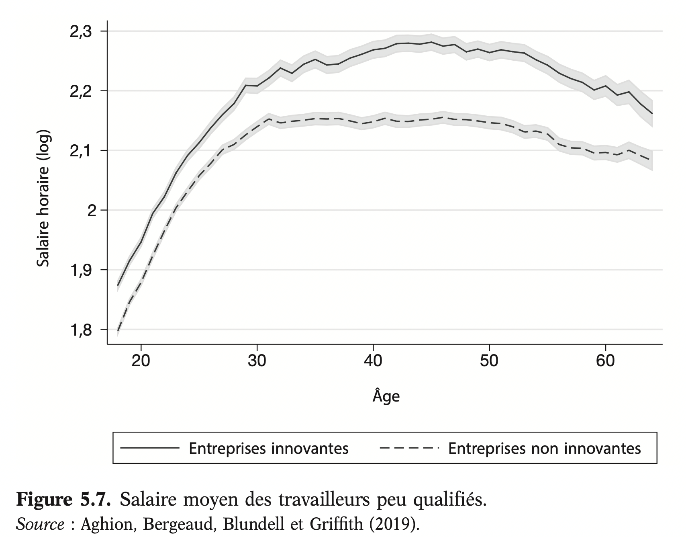 2,3
2,2
2,1
2
1,9
1,8
Salaire horaire (log)
20 30 40 50 60
Âge
Entreprises innovantes Entreprises non innovantes
Figure 5.7. Salaire moyen des travailleurs peu qualifiés.
Source : Aghion, Bergeaud, Blundell et Griffith (2019).